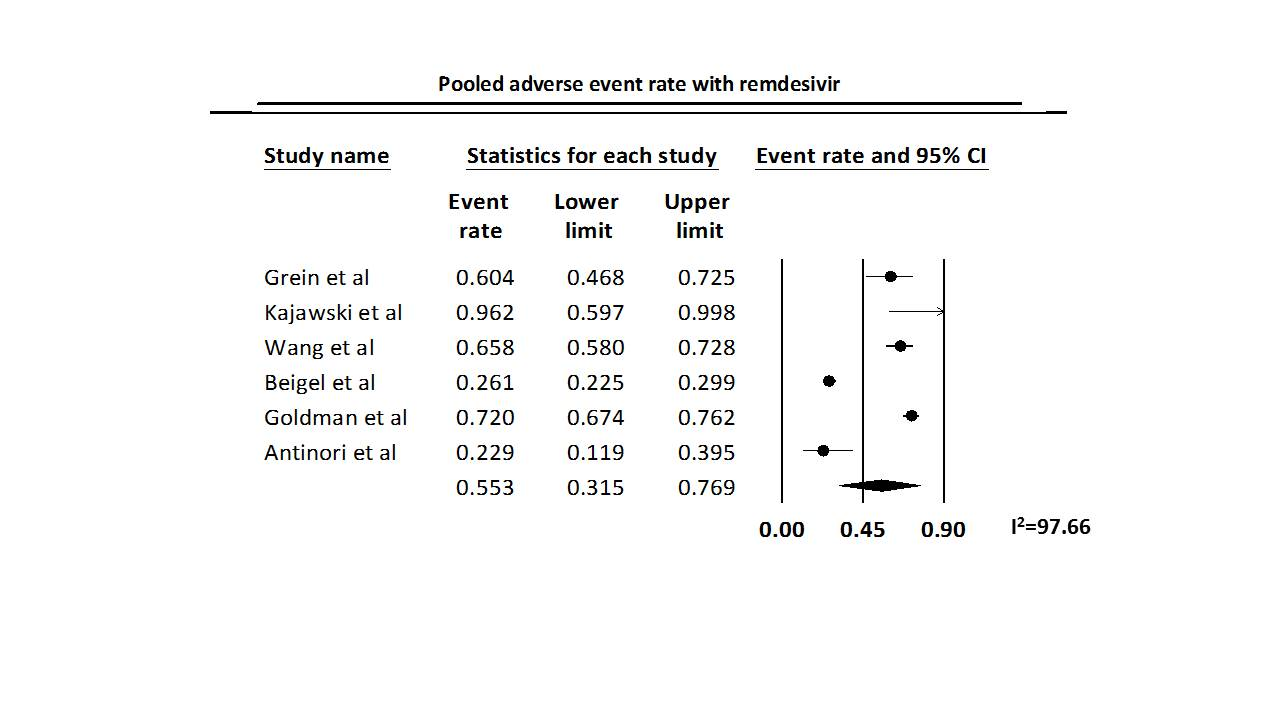 Pooled adverse event rate with remdesivir
Study name Statistics for each study Event rate and 95% CI
Event Lower Upper
rate limit limit
Grein et al 0.604 0.468 0.725
Kajawski et al 0.962 0.597 0.998
Wang et al 0.658 0.580 0.728
Beigel et al 0.261 0.225 0.299
Goldman et al 0.720 0.674 0.762
Antinori et al 0.229 0.119 0.395
0.553 0.315 0.769
0.00 0.45 0.90 I²=97.66